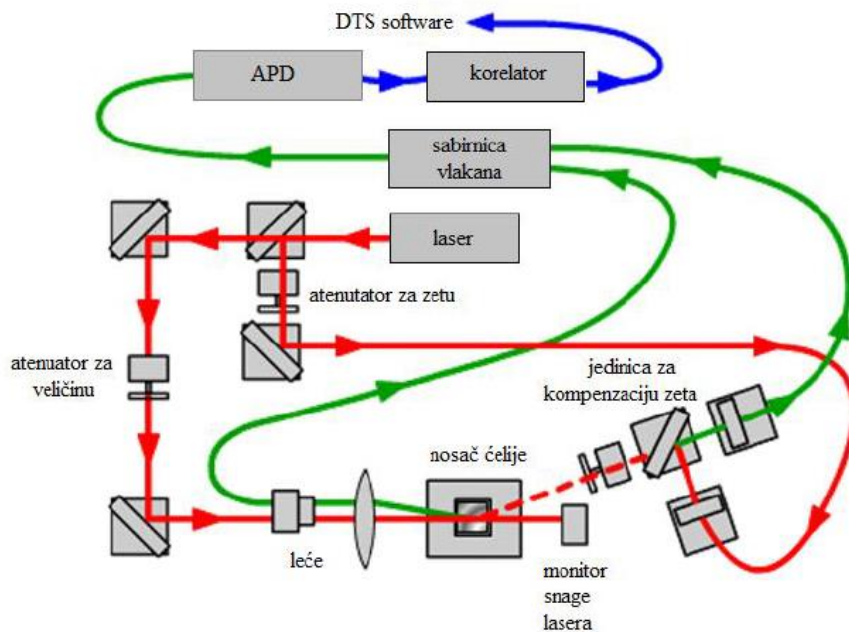 DTS software
APD
korelator
sabirnica
vlakana
laser
atenutator za zetu
atenuator za
veličinu
jedinica za
kompenzaciju zeta
nosač ćelije
leće
monitor
snage
lasera